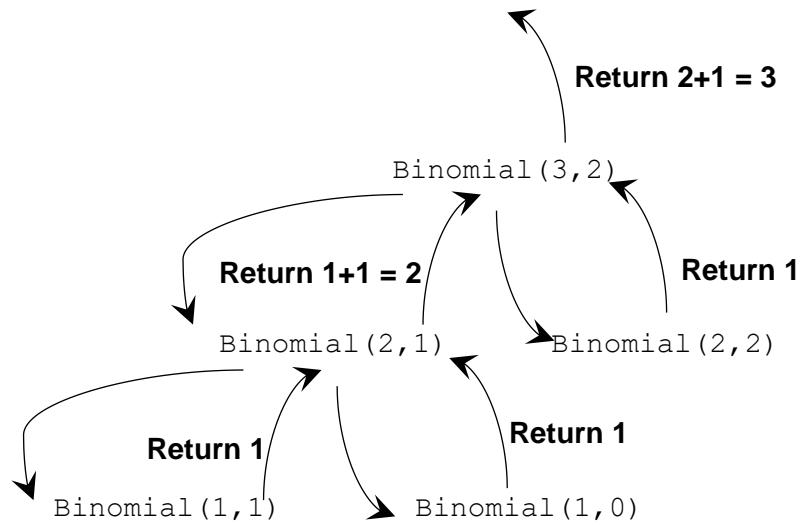 Return 2+1 = 3
Binomial(3,2)
Return 1+1 = 2
Return 1
Binomial(2,1)
Binomial(2,2)
Return 1
Return 1
Binomial(1,1)
Binomial(1,0)